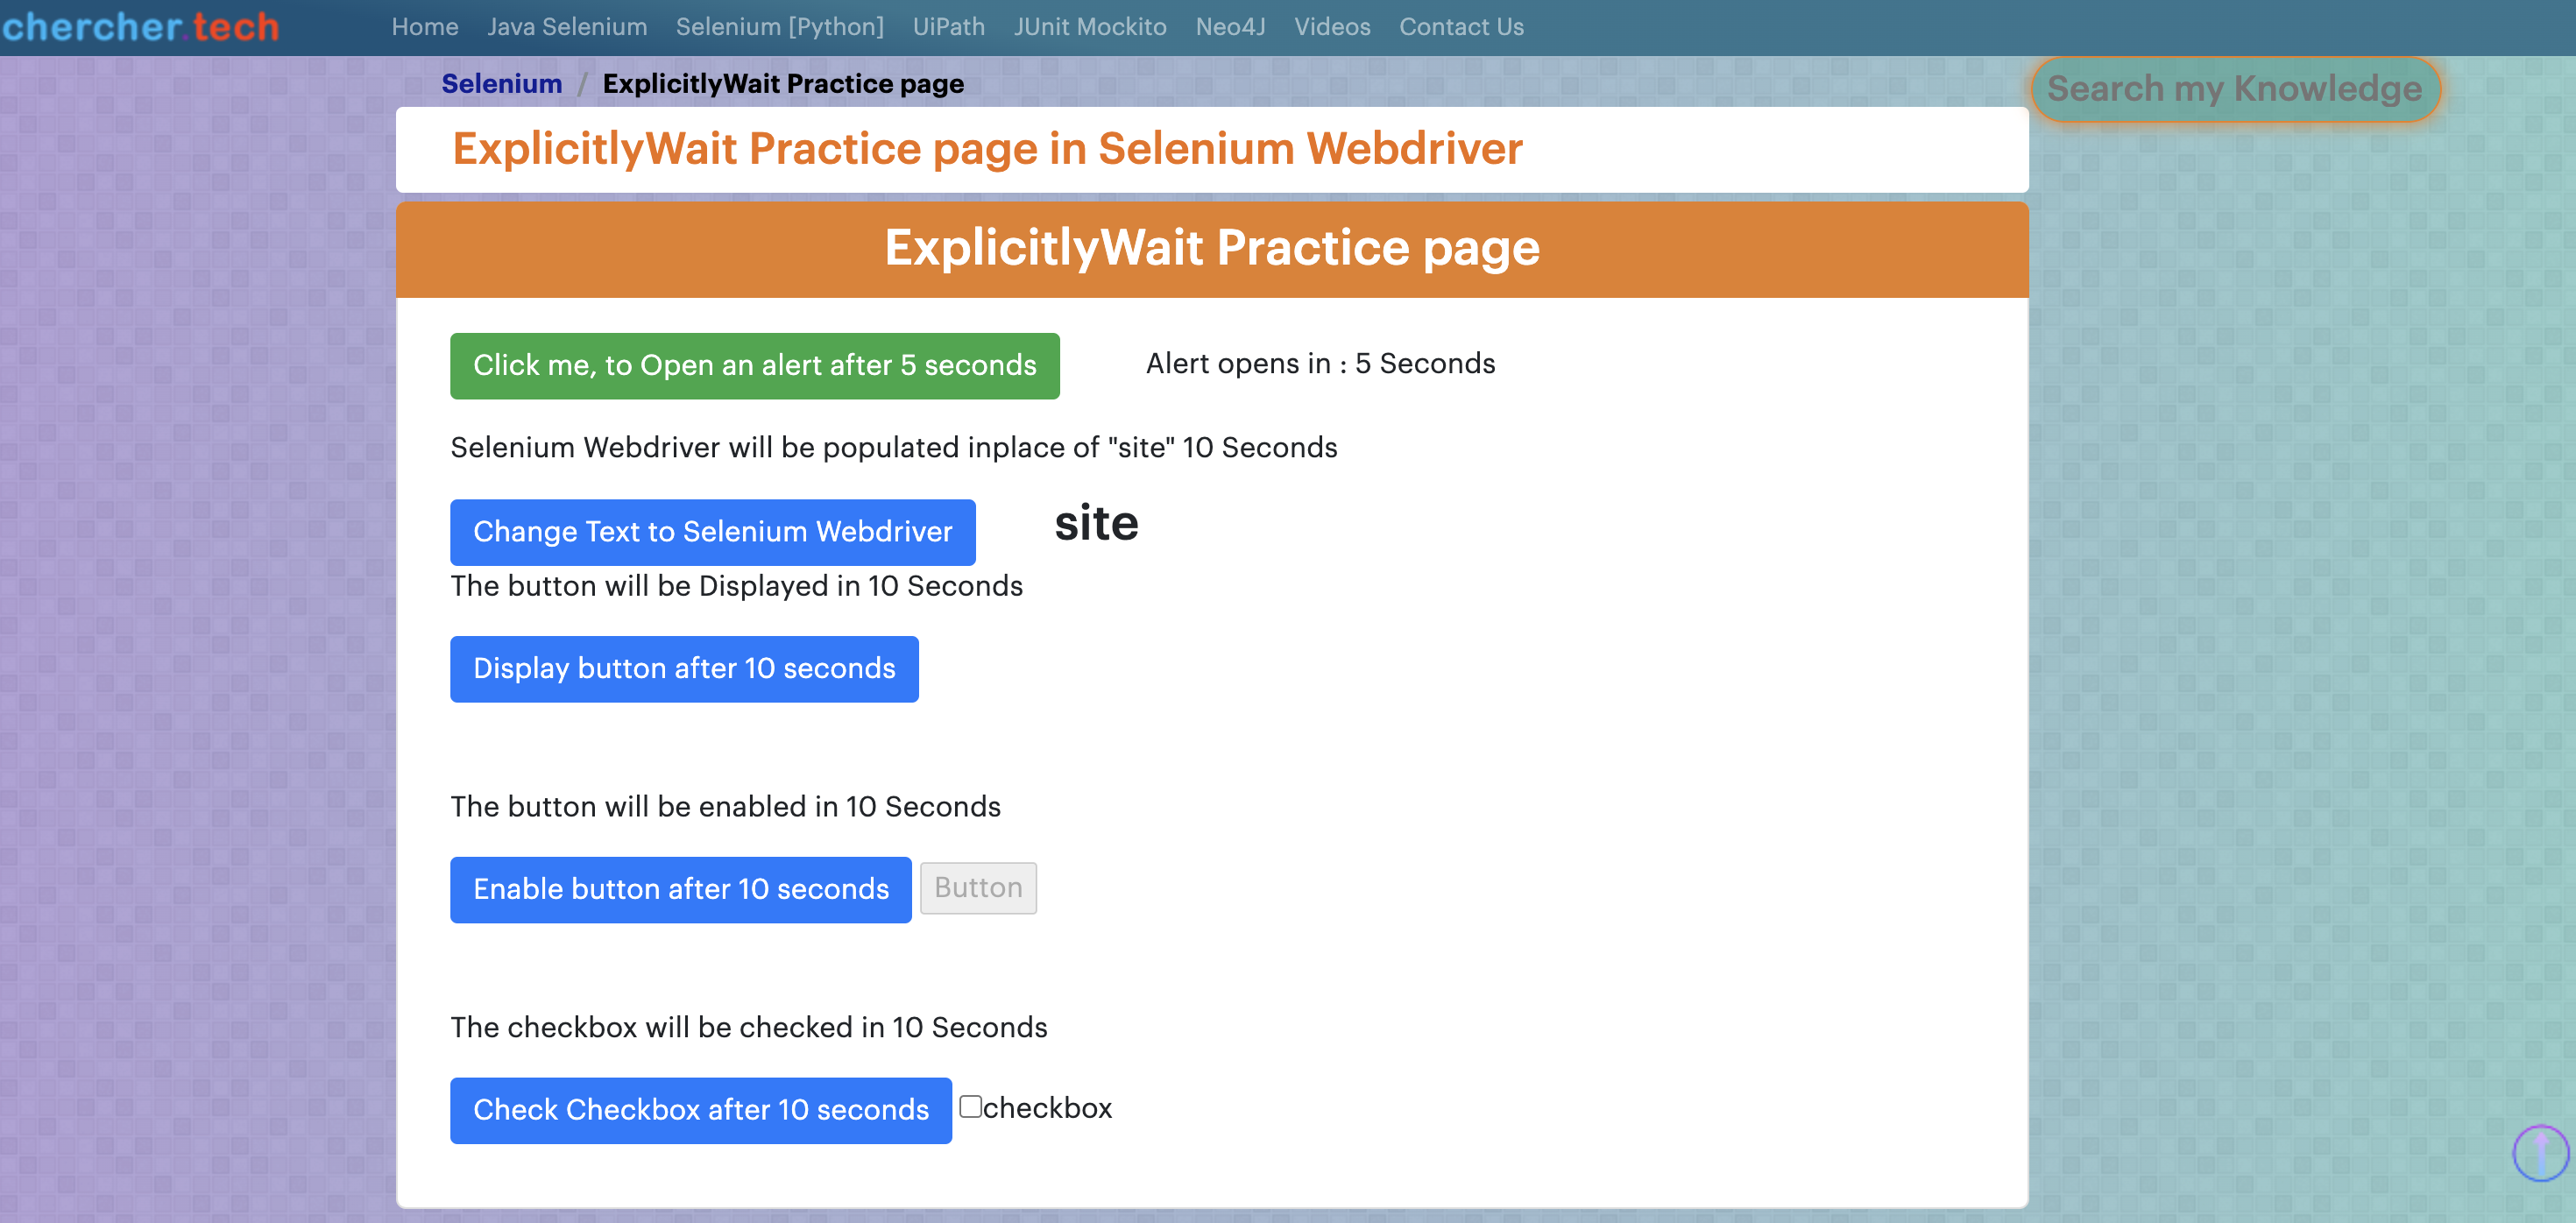 chercher.tech Home Java Selenium Selenium [Python] UiPath JUnit Mockito Neo4J Videos Contact Us
Selenium / ExplicitlyWait Practice page
Search my Knowledge
ExplicitlyWait Practice page in Selenium Webdriver
ExplicitlyWait Practice page
Click me, to Open an alert after 5 seconds Alert opens in : 5 Seconds
Selenium Webdriver will be populated inplace of "site" 10 Seconds
Change Text to Selenium Webdriver site
The button will be Displayed in 10 Seconds
Display button after 10 seconds
The button will be enabled in 10 Seconds
Enable button after 10 seconds Button
The checkbox will be checked in 10 Seconds
Check Checkbox after 10 seconds checkbox